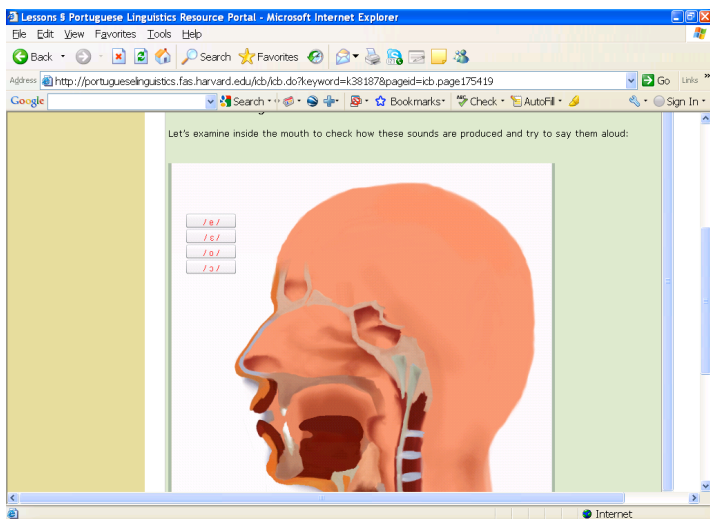 Lessons § Portuguese Linguistics Resource Portal - Microsoft Internet Explorer
File Edit View Favorites Tools Help
Back Search Favorites
Address http://portugueselinguistics.fas.harvard.edu/icb/icb.do?keyword=k38187&pageid=icb.page175419 Go Links »
Google Search Bookmarks ABC Check AutoFill Sign In
Let's examine inside the mouth to check how these sounds are produced and try to say them aloud:
/ e /
/ ε /
/ o /
/ ɔ /
Internet